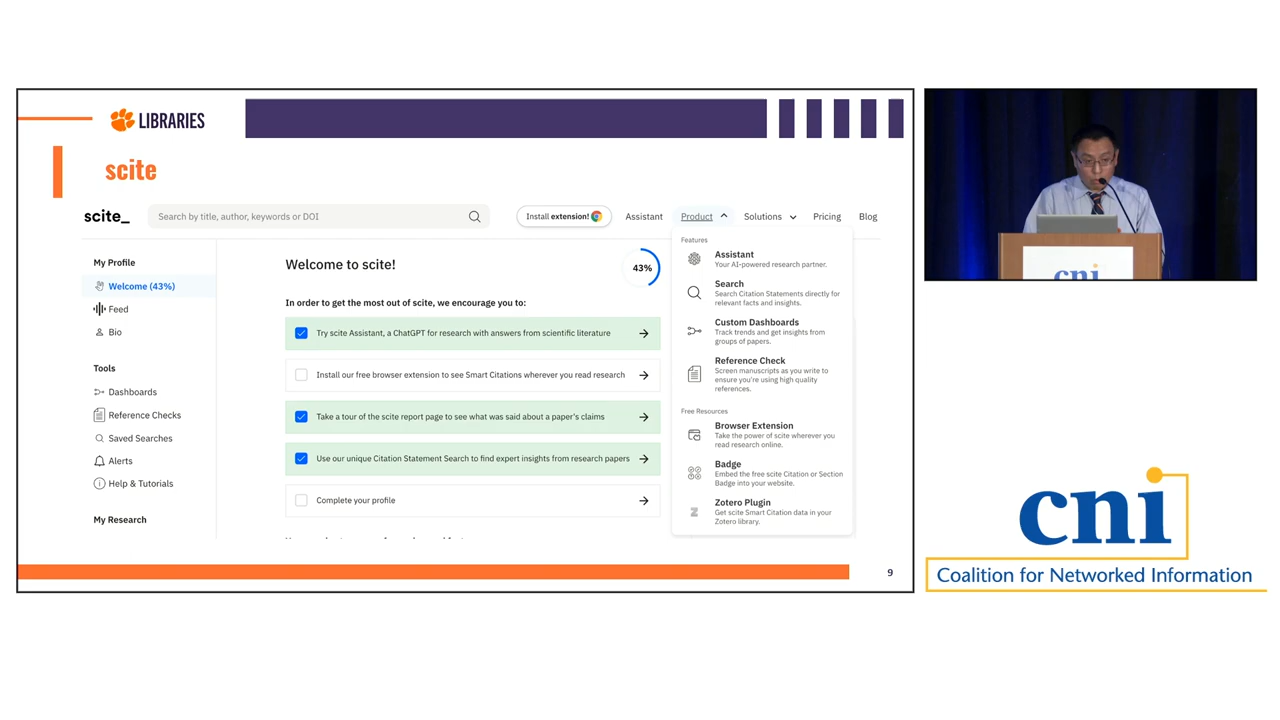 LIBRARIES
scite
scite_
Search by title, author, keywords or DOI
Install extension!
Assistant
Product
Solutions
Pricing
Blog
My Profile
Welcome (43%)
Feed
Bio
Tools
Dashboards
Reference Checks
Saved Searches
Alerts
Help & Tutorials
My Research
Welcome to scite!
43%
In order to get the most out of scite, we encourage you to:
Try scite Assistant, a ChatGPT for research with answers from scientific literature
Install our free browser extension to see Smart Citations wherever you read research
Take a tour of the scite report page to see what was said about a paper's claims
Use our unique Citation Statement Search to find expert insights from research papers
Complete your profile
Features
Assistant
Your AI-powered research partner.
Search
Search Citation Statements directly for
relevant facts and insights.
Custom Dashboards
Track trends and get insights from
groups of papers.
Reference Check
Screen manuscripts as you write to
ensure you're using high quality
references.
Free Resources
Browser Extension
Take the power of scite wherever you
read research online.
Badge
Embed the free scite Citation or Section
Badge into your website.
Zotero Plugin
Get scite Smart Citation data in your
Zotero library.
9
cni
cni
Coalition for Networked Information